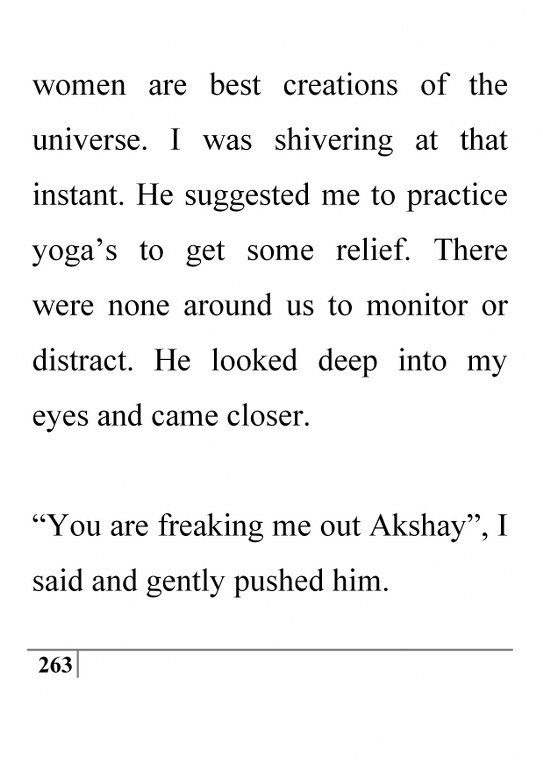 women are best creations of the
universe. I was shivering at that
instant. He suggested me to practice
yoga’s to get some relief. There
were none around us to monitor or
distract. He looked deep into my
eyes and came closer.
“You are freaking me out Akshay”, I
said and gently pushed him.
263